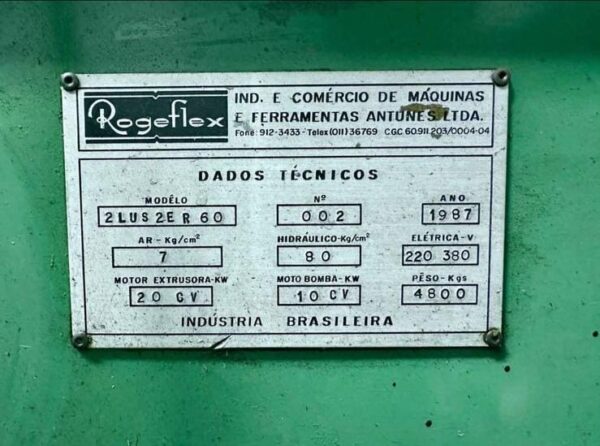 Rogeflex
IND. E COMÉRCIO DE MÁQUINAS
E FERRAMENTAS ANTUNES LTDA.
Fone: 912-3433 - Telex (011) 36769 CGC 60.911.203/0004-04
DADOS TÉCNICOS
MODÊLO Nº ANO
2LUS2E R 60 002 1987
AR - Kg/cm² HIDRÁULICO-Kg/cm² ELÉTRICA - V
7 80 220 380
MOTOR EXTRUSORA-KW MOTO BOMBA-KW PÊSO-Kgs
20 CV 10 CV 4800
INDÚSTRIA BRASILEIRA